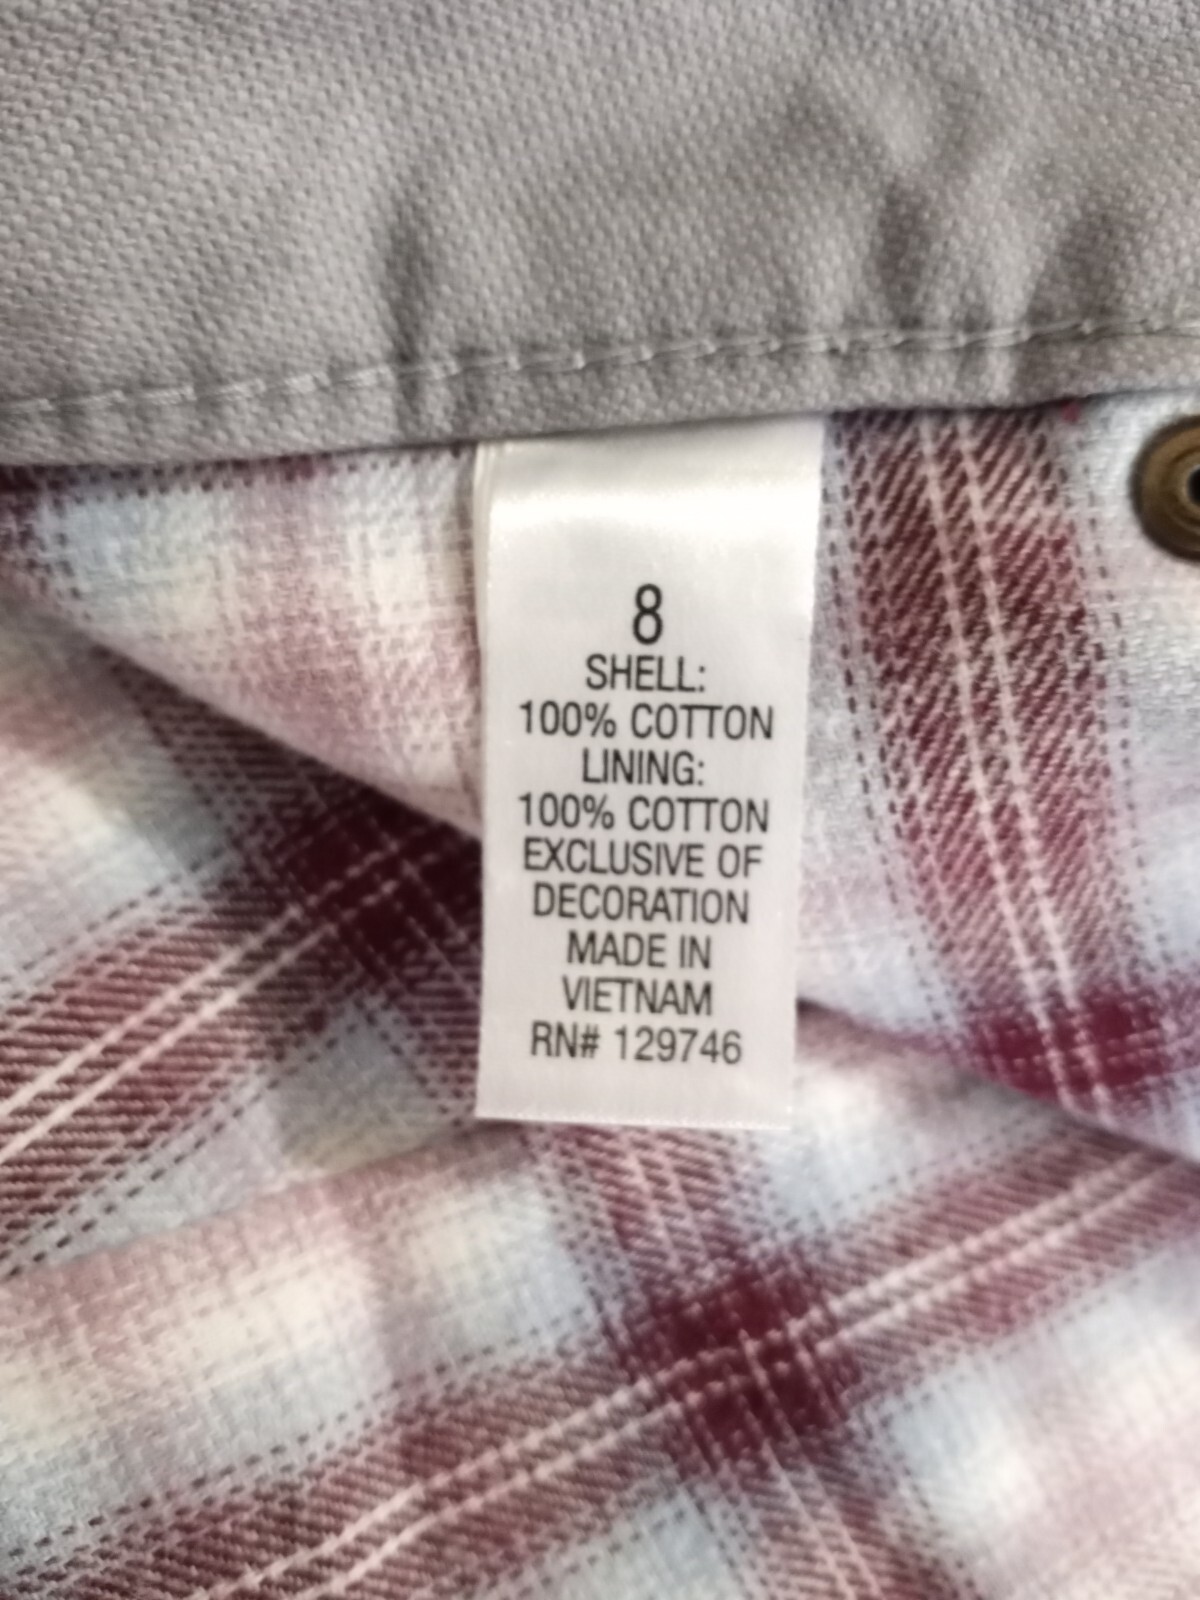 8
SHELL:
100% COTTON
LINING:
100% COTTON
EXCLUSIVE OF
DECORATION
MADE IN
VIETNAM
RN# 129746